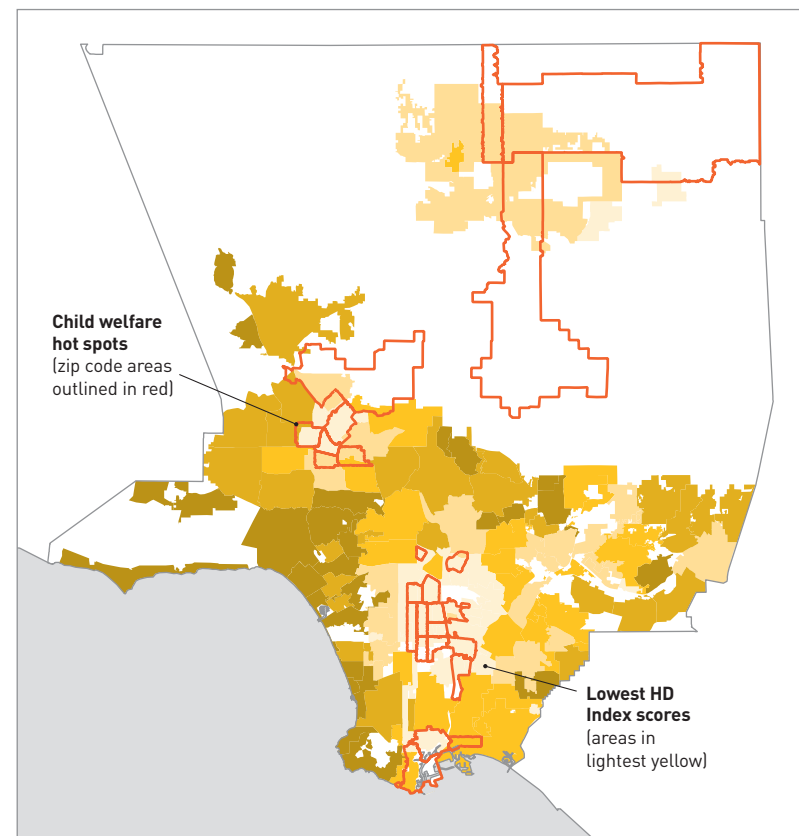 Child welfare
hot spots
(zip code areas
outlined in red)
Lowest HD
Index scores
(areas in
lightest yellow)